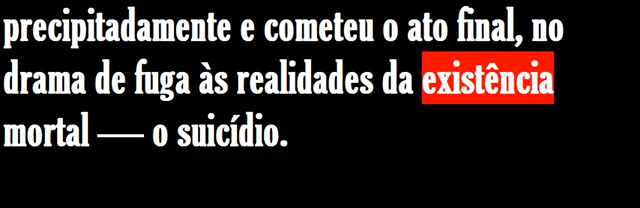 precipitadamente e cometeu o ato final, no
drama de fuga às realidades da existência
mortal — o suicídio.